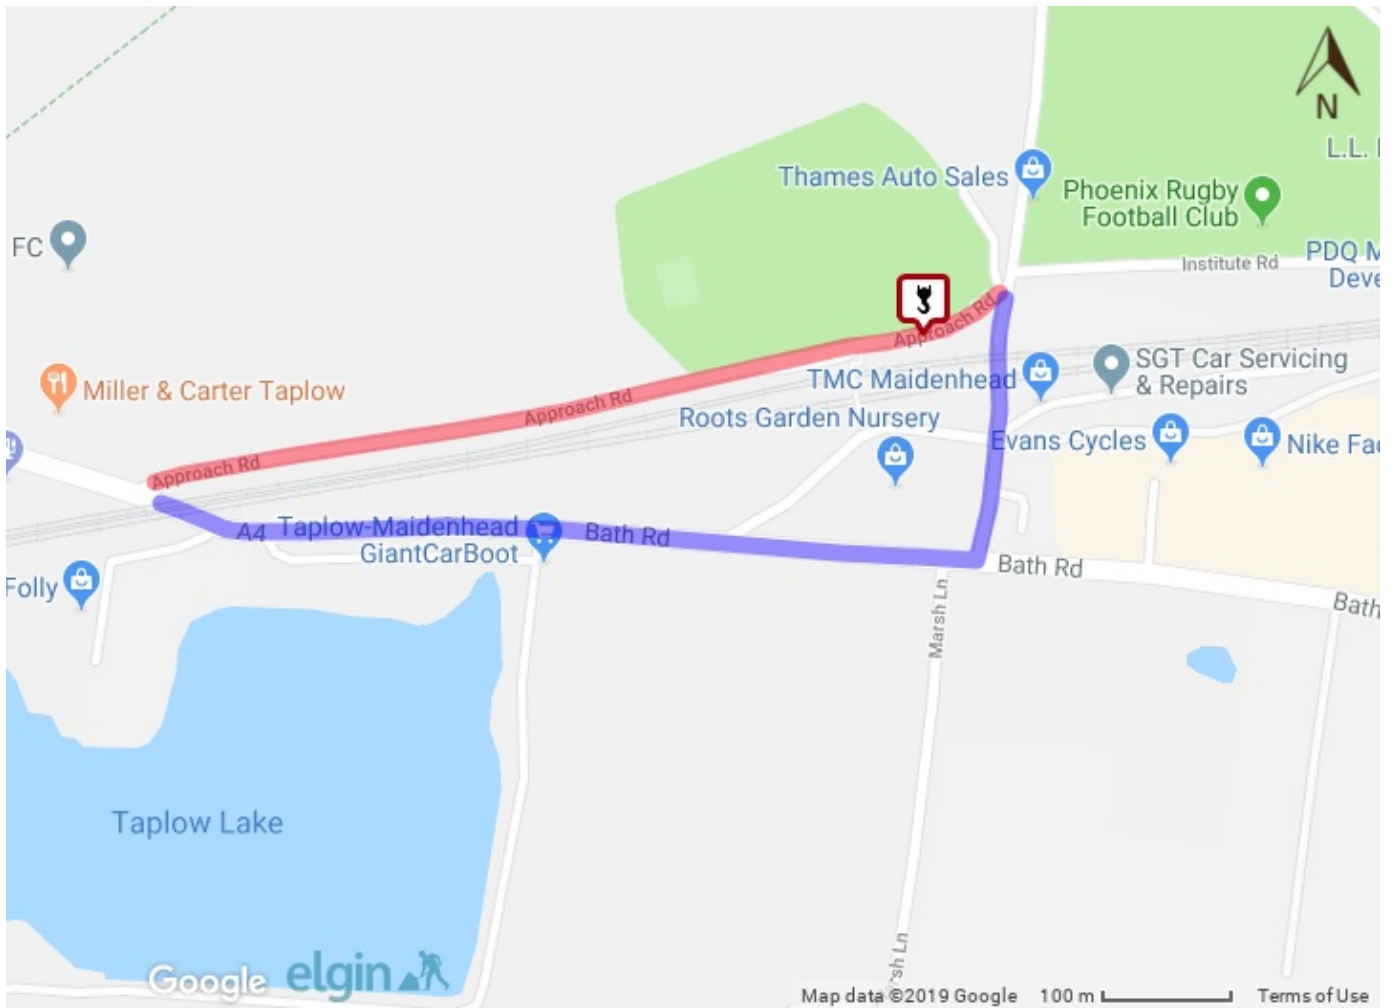 N
L.L.
Thames Auto Sales
Phoenix Rugby
Football Club
FC
Institute Rd
PDQ M
Deve
Approach Rd
SGT Car Servicing
& Repairs
TMC Maidenhead
Miller & Carter Taplow
Approach Rd
Roots Garden Nursery
Evans Cycles
Nike Fac
Approach Rd
A4
Taplow-Maidenhead
GiantCarBoot
Bath Rd
Bath Rd
Folly
Bath
Marsh Ln
Taplow Lake
rsh Ln
Google
elgin
Map data ©2019 Google
100 m
Terms of Use